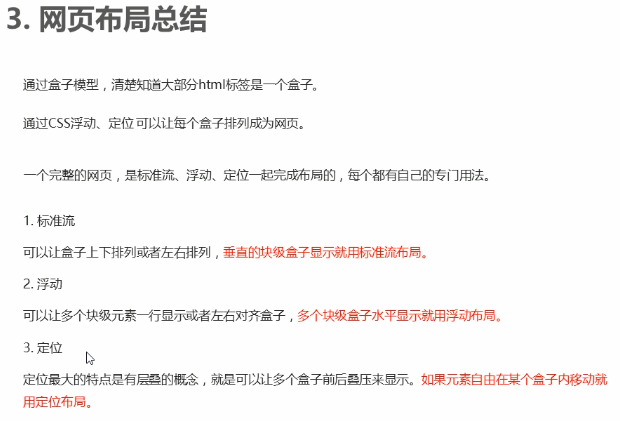 3. 网页布局总结
通过盒子模型，清楚知道大部分html标签是一个盒子。
通过CSS浮动、定位 可以让每个盒子排列成为网页。
一个完整的网页，是标准流、浮动、定位一起完成布局的，每个都有自己的专门用法。
1. 标准流
可以让盒子上下排列或者左右排列，垂直的块级盒子显示就用标准流布局。
2. 浮动
可以让多个块级元素一行显示或者左右对齐盒子，多个块级盒子水平显示就用浮动布局。
3. 定位
定位最大的特点是有层叠的概念，就是可以让多个盒子前后叠压来显示。如果元素自由在某个盒子内移动就
用定位布局。